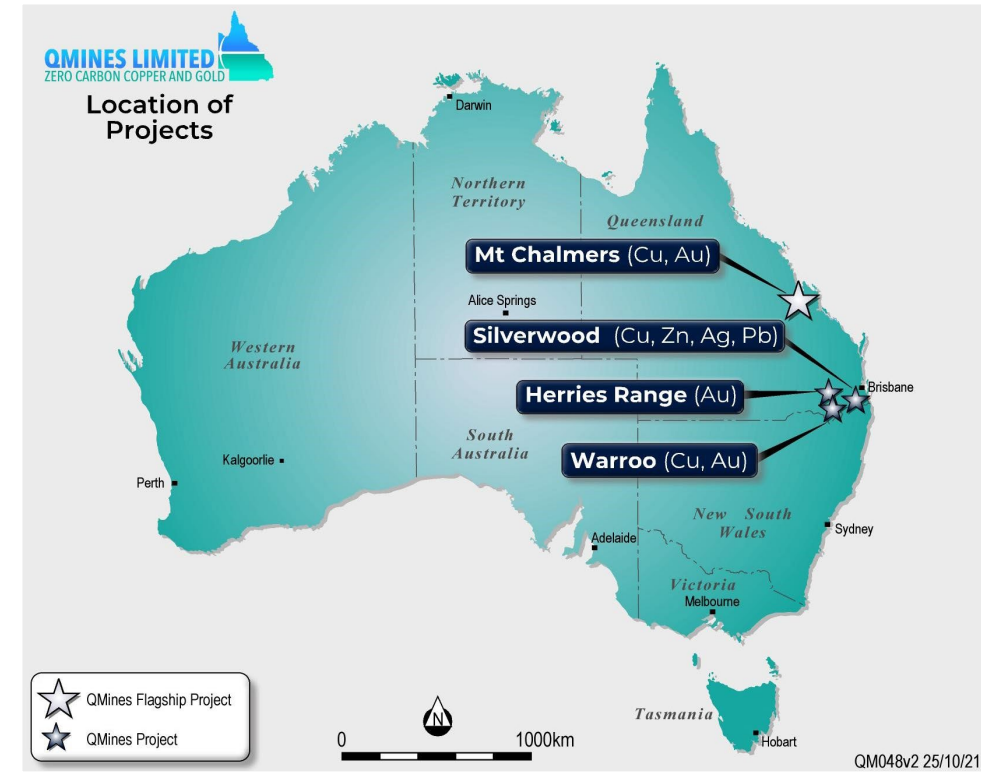 QMINES LIMITED
ZERO CARBON COPPER AND GOLD
Location of
Projects
Darwin
Northern
Territory
Queensland
Mt Chalmers (Cu, Au)
Alice Springs
Silverwood (Cu, Zn, Ag, Pb)
Western
Australia
Herries Range (Au)
Brisbane
South
Australia
Warroo (Cu, Au)
Kalgoorlie
Perth
New South
Wales
Sydney
Adelaide
Victoria
Melbourne
Tasmania
Hobart
QMines Flagship Project
QMines Project
N
0 1000km
QM048v2 25/10/21